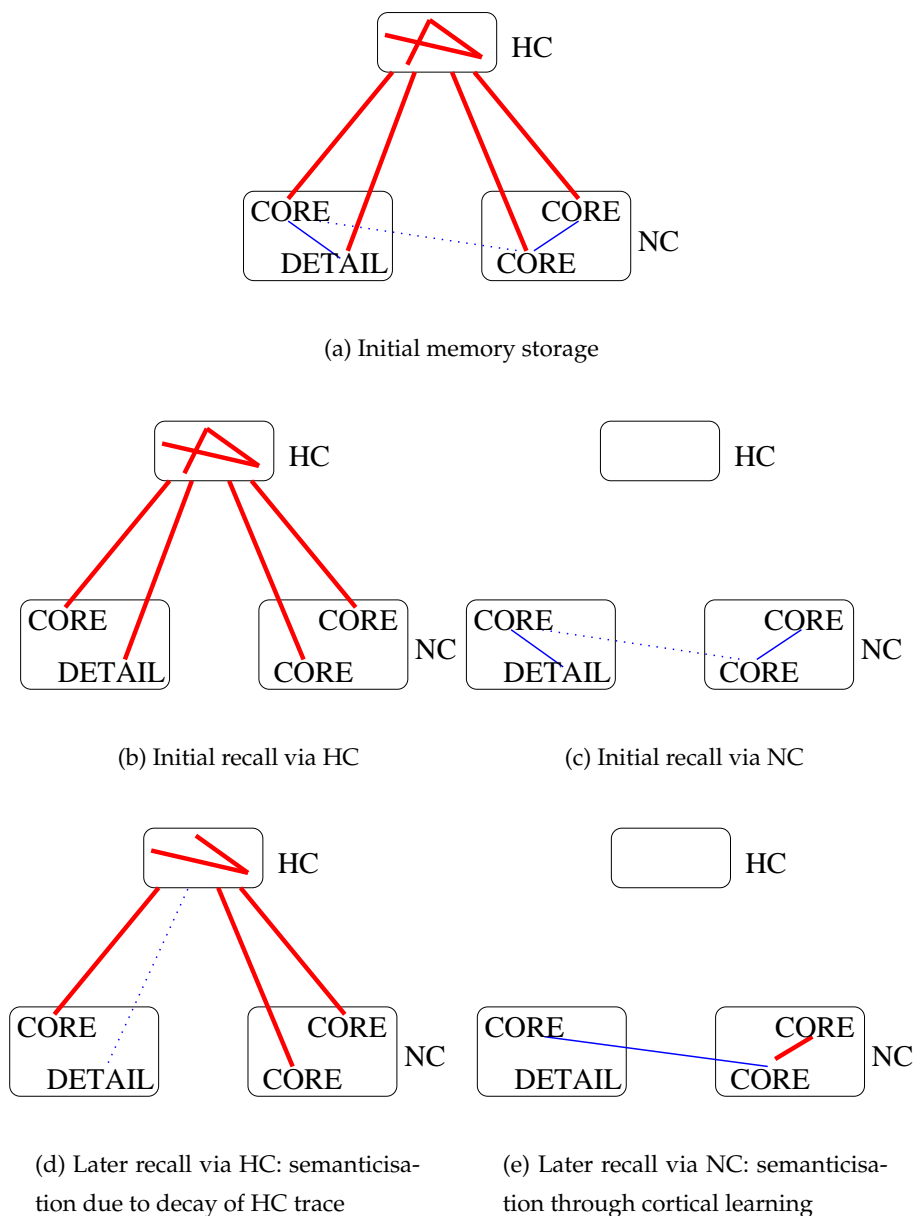 HC
CORE
CORE
NC
DETAIL
CORE
(a) Initial memory storage
HC
HC
CORE
CORE
NC
DETAIL
CORE
CORE
CORE
NC
DETAIL
CORE
(b) Initial recall via HC
(c) Initial recall via NC
HC
HC
CORE
CORE
NC
DETAIL
CORE
CORE
CORE
NC
DETAIL
CORE
(d) Later recall via HC: semanticisa-
tion due to decay of HC trace
(e) Later recall via NC: semanticisa-
tion through cortical learning